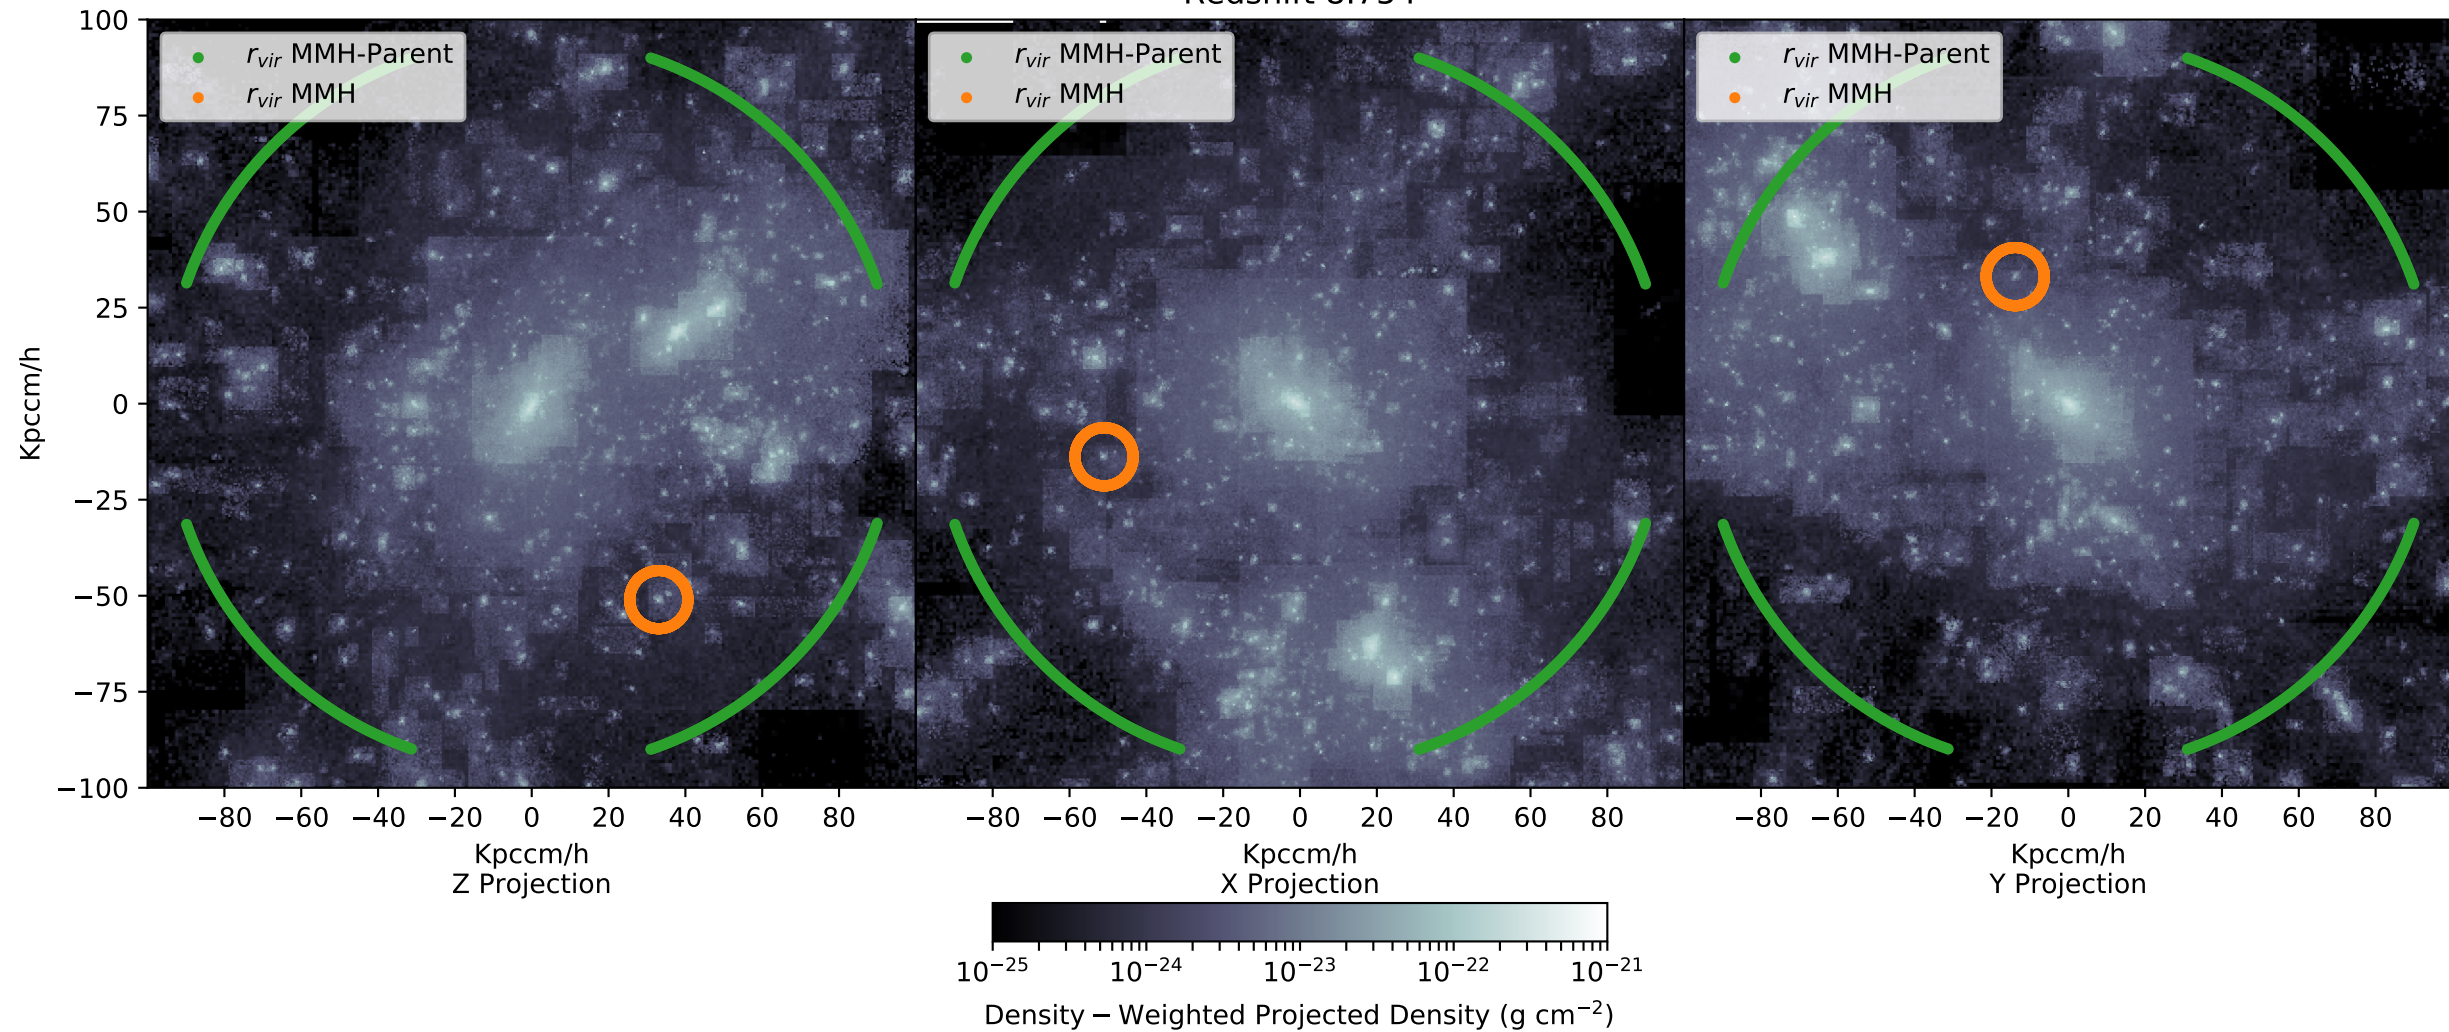 r_vir MMH-Parent
r_vir MMH
r_vir MMH-Parent
r_vir MMH
r_vir MMH-Parent
r_vir MMH
100
75
50
25
0
−25
−50
−75
−100
Kpccm/h
−80 −60 −40 −20 0 20 40 60 80
−80 −60 −40 −20 0 20 40 60 80
−80 −60 −40 −20 0 20 40 60 80
Kpccm/h
Z Projection
Kpccm/h
X Projection
Kpccm/h
Y Projection
10⁻²⁵ 10⁻²⁴ 10⁻²³ 10⁻²² 10⁻²¹
Density − Weighted Projected Density (g cm⁻²)